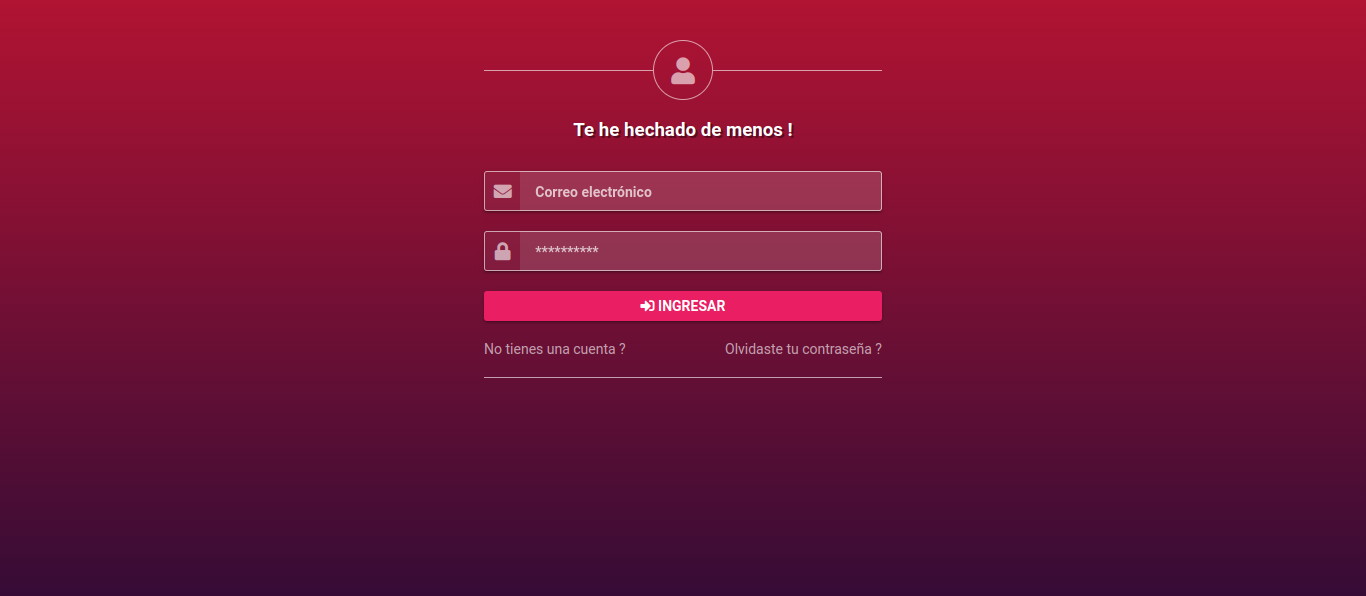 Te he hechado de menos !
Correo electrónico
**********
INGRESAR
No tienes una cuenta ?
Olvidaste tu contraseña ?